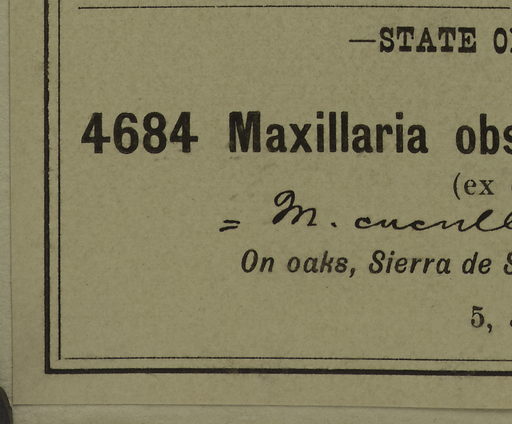 —STATE O
4684 Maxillaria obs
(ex
= M. cucull
On oaks, Sierra de S
5,